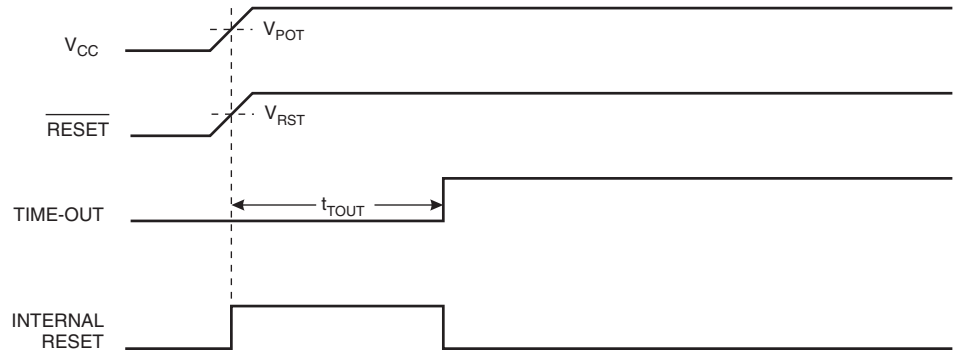 V_CC
V_POT
RESET
V_RST
TIME-OUT
t_TOUT
INTERNAL
RESET